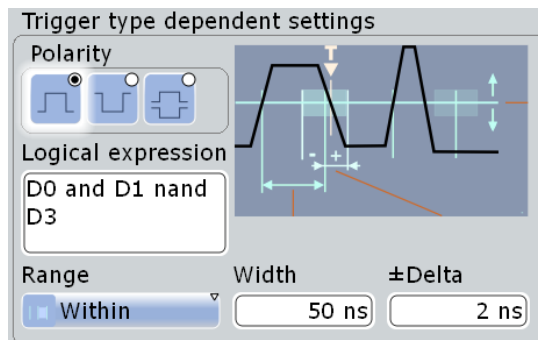 Trigger type dependent settings
Polarity
T
- +
Logical expression
D0 and D1 nand
D3
Range Width ±Delta
Within 50 ns 2 ns